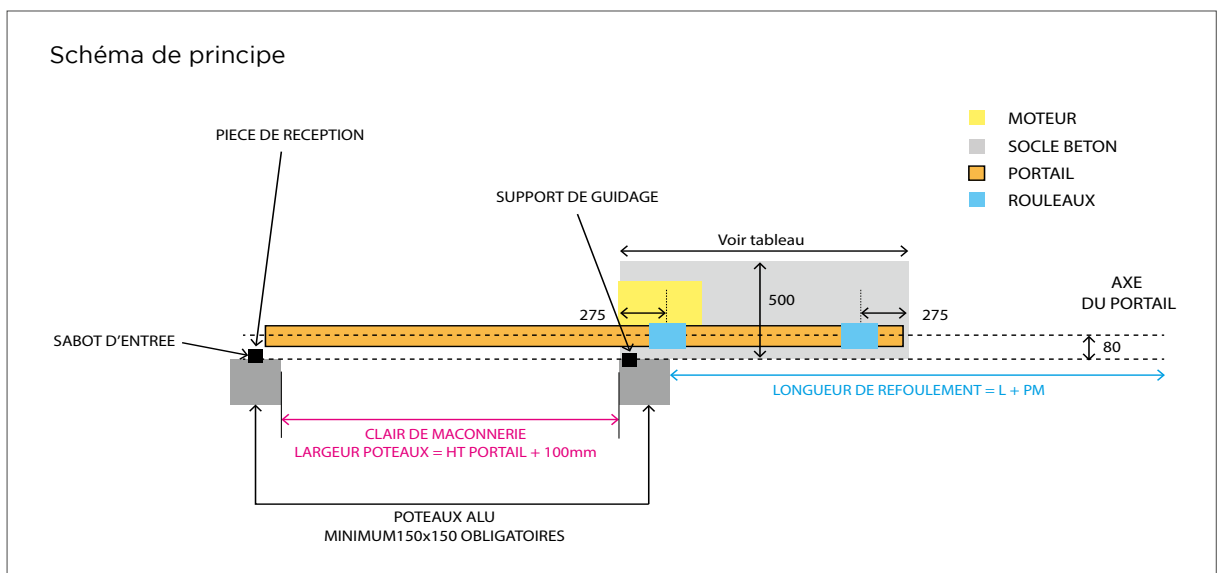 Schéma de principe
PIECE DE RECEPTION
MOTEUR
SOCLE BETON
PORTAIL
ROULEAUX
SUPPORT DE GUIDAGE
Voir tableau
AXE
DU PORTAIL
275
500
275
SABOT D'ENTREE
80
LONGUEUR DE REFOULEMENT = L + PM
CLAIR DE MACONNERIE
LARGEUR POTEAUX = HT PORTAIL + 100mm
POTEAUX ALU
MINIMUM150x150 OBLIGATOIRES